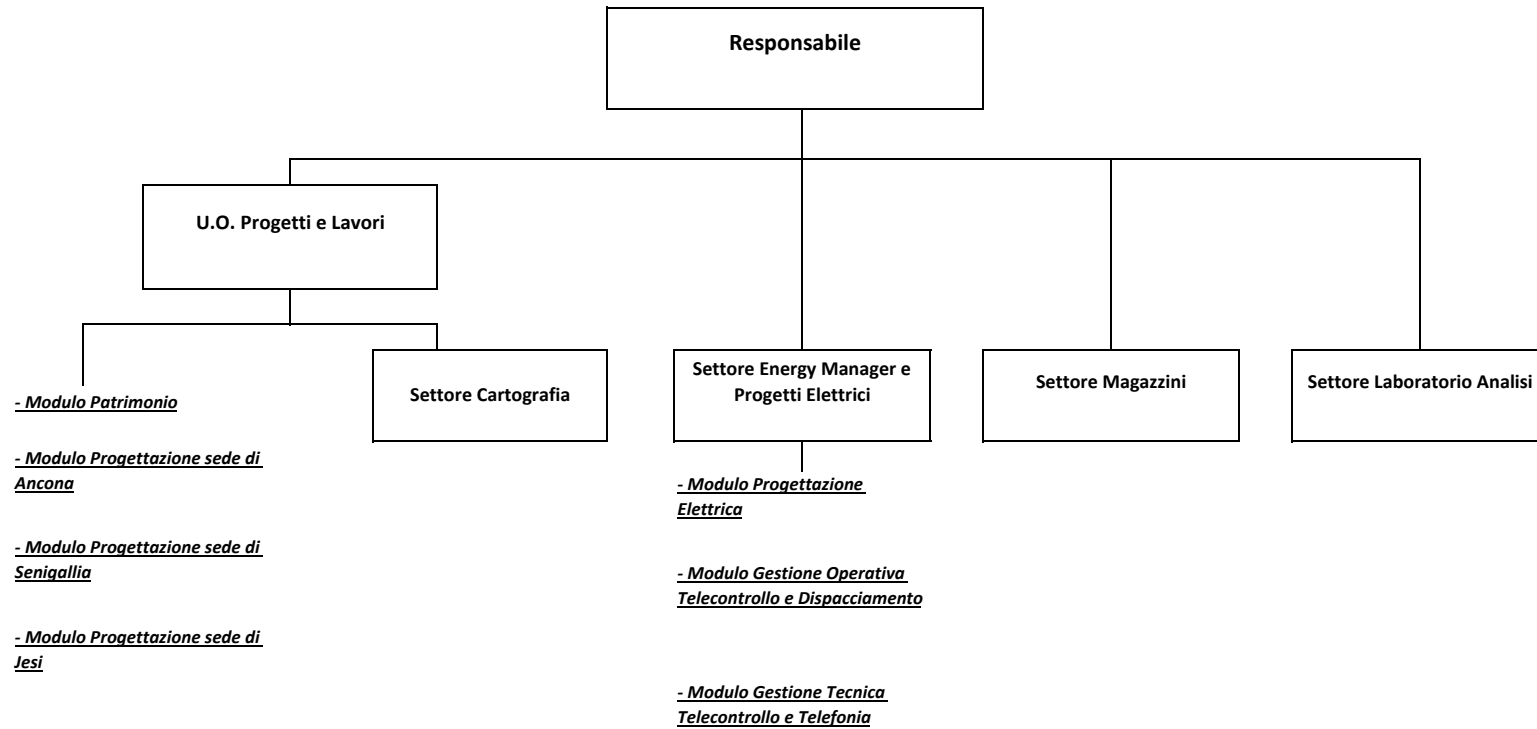 Responsabile
U.O. Progetti e Lavori
Settore Cartografia
Settore Energy Manager e
Progetti Elettrici
Settore Magazzini
Settore Laboratorio Analisi
- Modulo Patrimonio
- Modulo Progettazione sede di
Ancona
- Modulo Progettazione sede di
Senigallia
- Modulo Progettazione sede di
Jesi
- Modulo Progettazione
Elettrica
- Modulo Gestione Operativa
Telecontrollo e Dispacciamento
- Modulo Gestione Tecnica
Telecontrollo e Telefonia